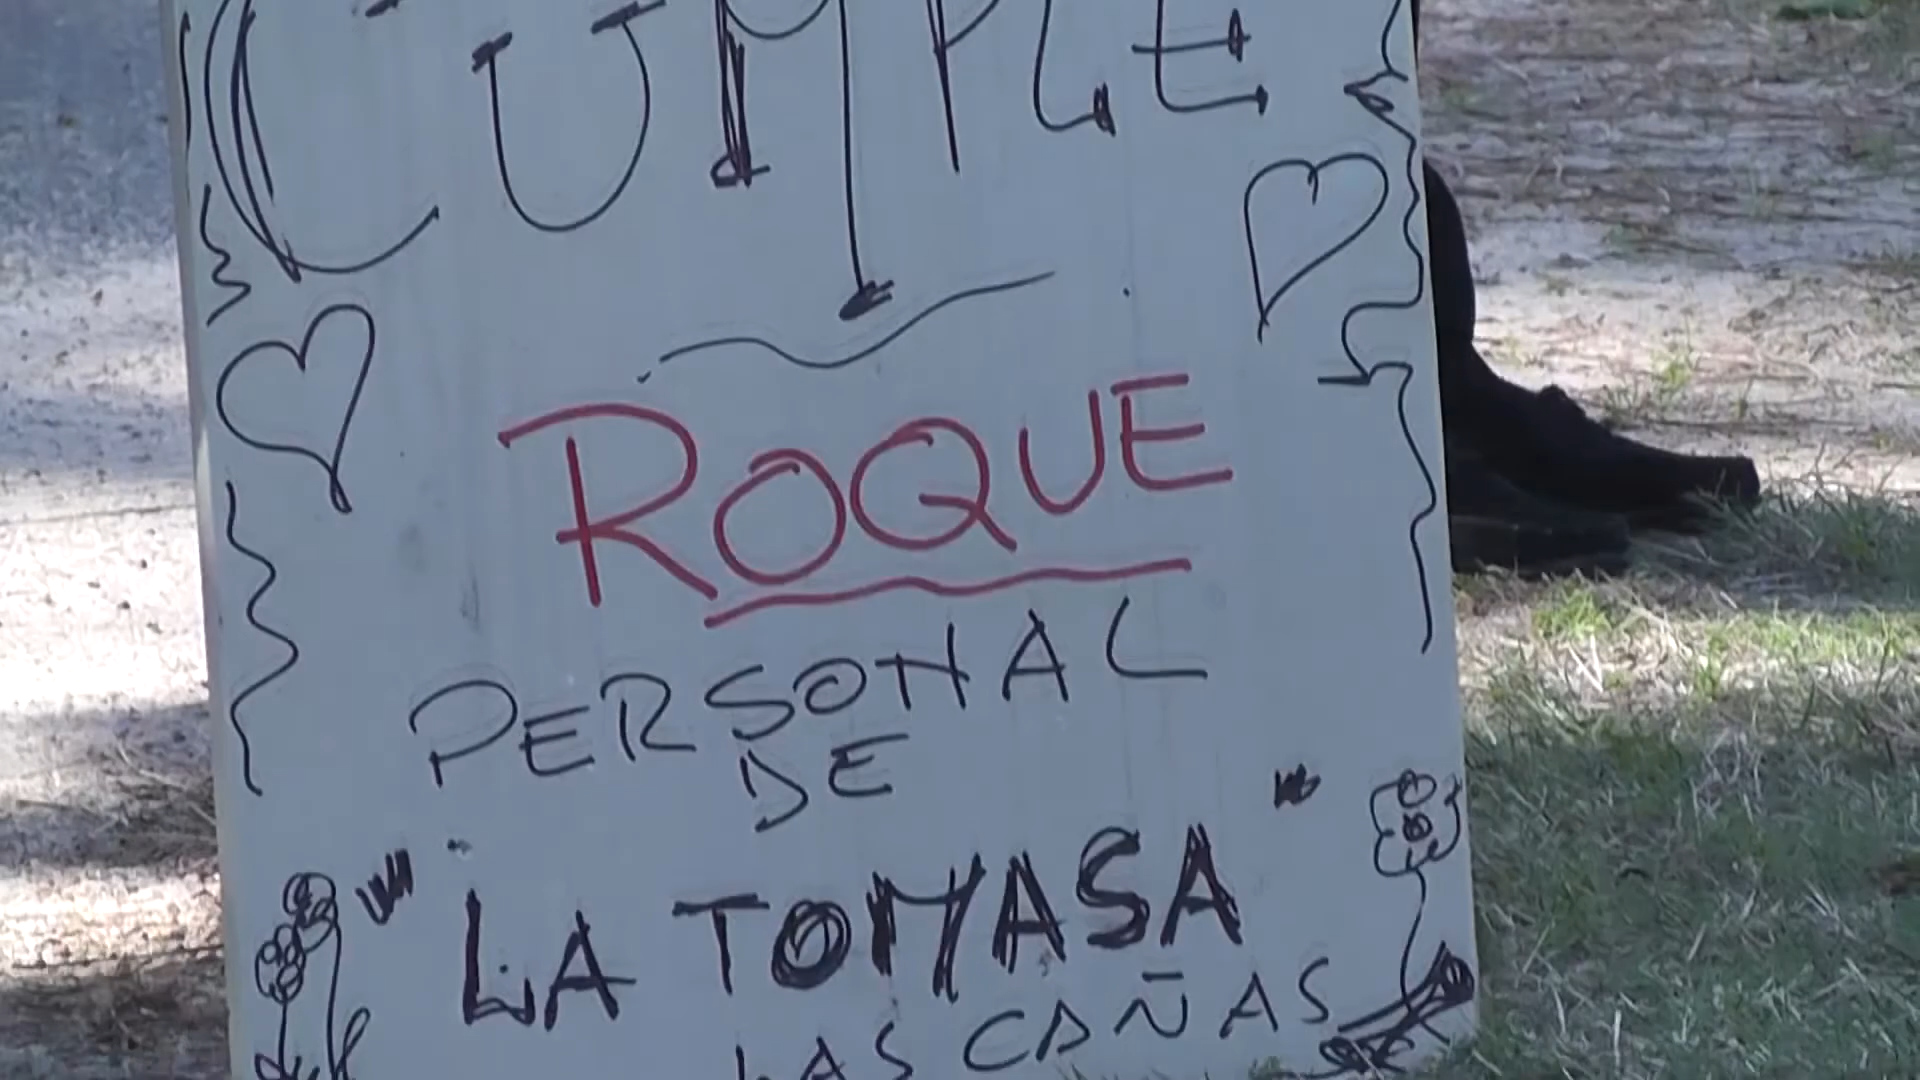 CUMPLE
ROQUE
PERSONAL
DE
"LA TOMASA"
LAS CAÑAS